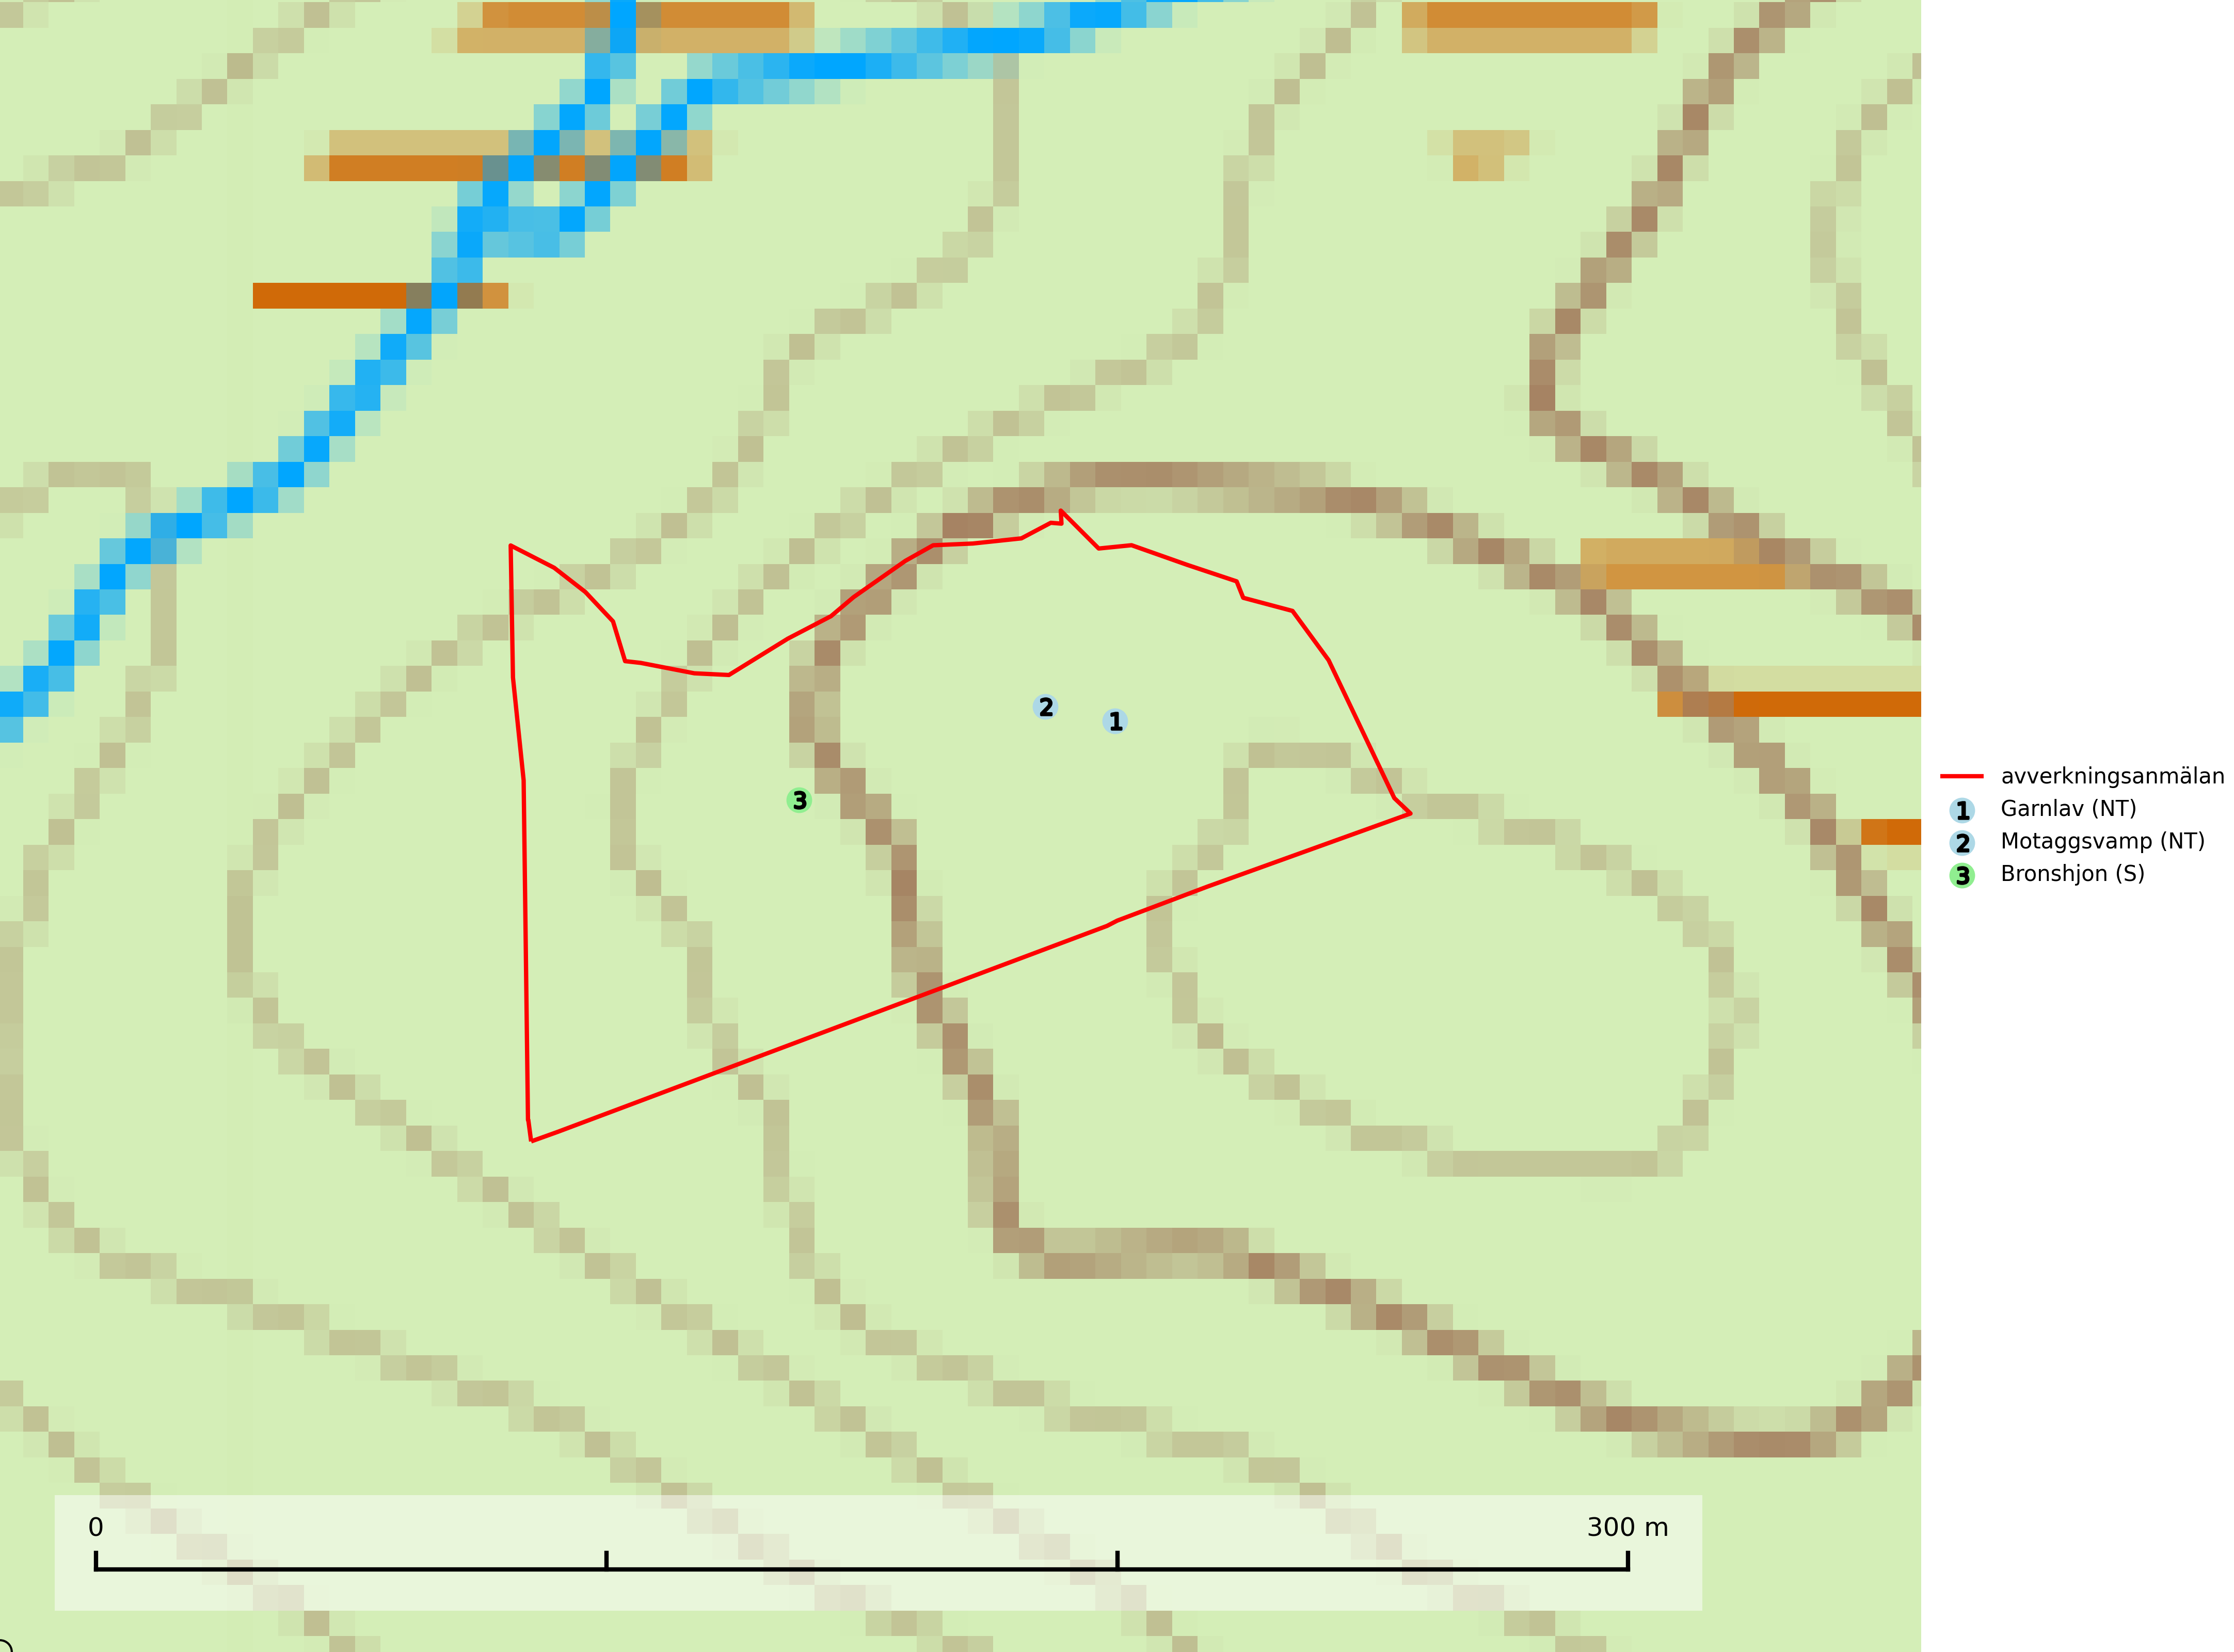 2
1
3
avverkningsanmälan
1 Garnlav (NT)
2 Motaggsvamp (NT)
3 Bronshjon (S)
0 300 m